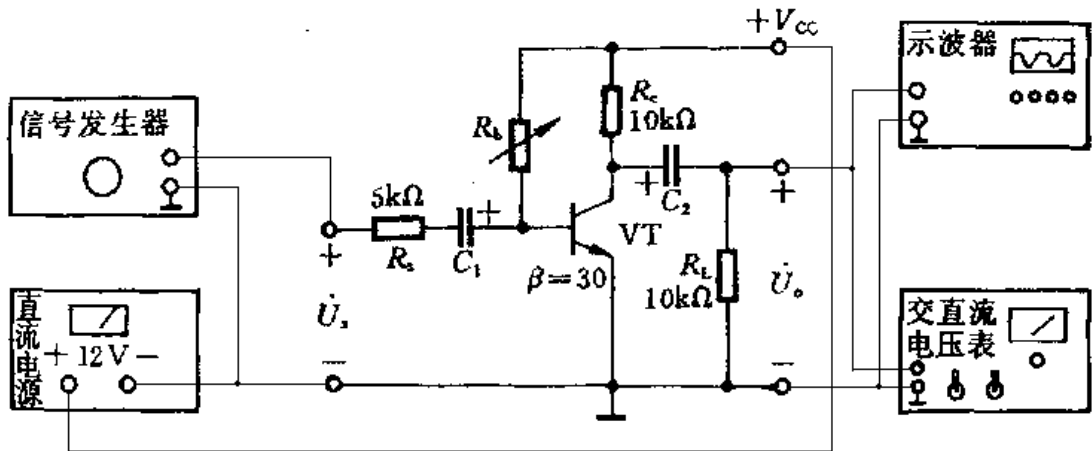 信号发生器
直流电源
+ 12V −
5kΩ
+
R_s
C_1
+
U̇_s
−
R_b
+V_CC
R_c
10kΩ
+
C_2
VT
β=30
R_L
10kΩ
+
U̇_o
−
示波器
交直流
电压表